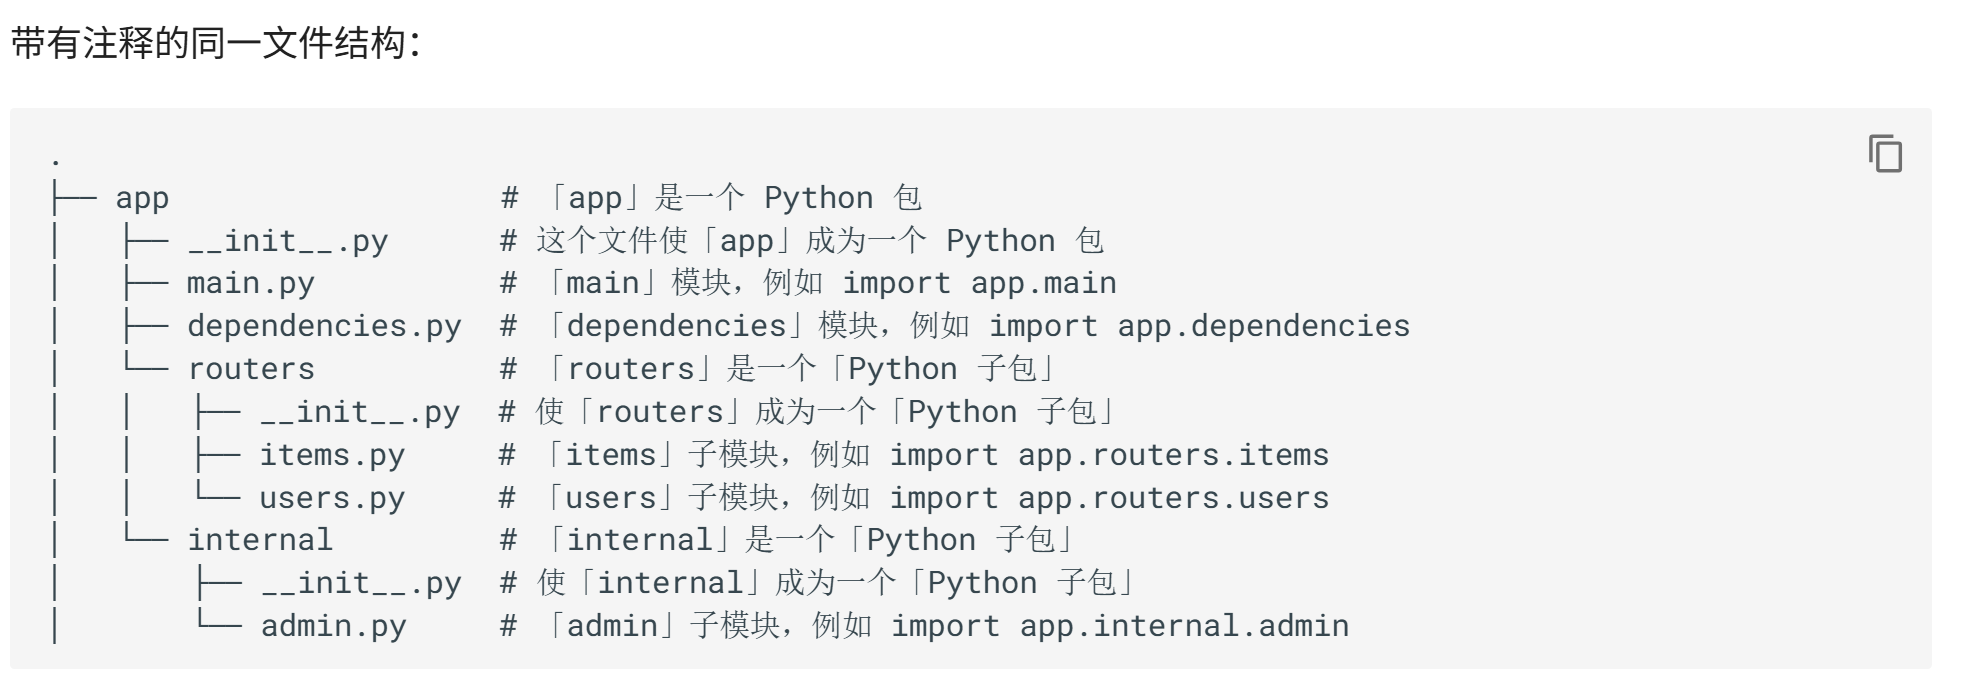 带有注释的同一文件结构：
.
├── app                  # 「app」是一个 Python 包
│   ├── __init__.py      # 这个文件使「app」成为一个 Python 包
│   ├── main.py          # 「main」模块，例如 import app.main
│   ├── dependencies.py  # 「dependencies」模块，例如 import app.dependencies
│   └── routers          # 「routers」是一个「Python 子包」
│   │   ├── __init__.py  # 使「routers」成为一个「Python 子包」
│   │   ├── items.py     # 「items」子模块，例如 import app.routers.items
│   │   └── users.py     # 「users」子模块，例如 import app.routers.users
│   └── internal         # 「internal」是一个「Python 子包」
│       ├── __init__.py  # 使「internal」成为一个「Python 子包」
│       └── admin.py     # 「admin」子模块，例如 import app.internal.admin